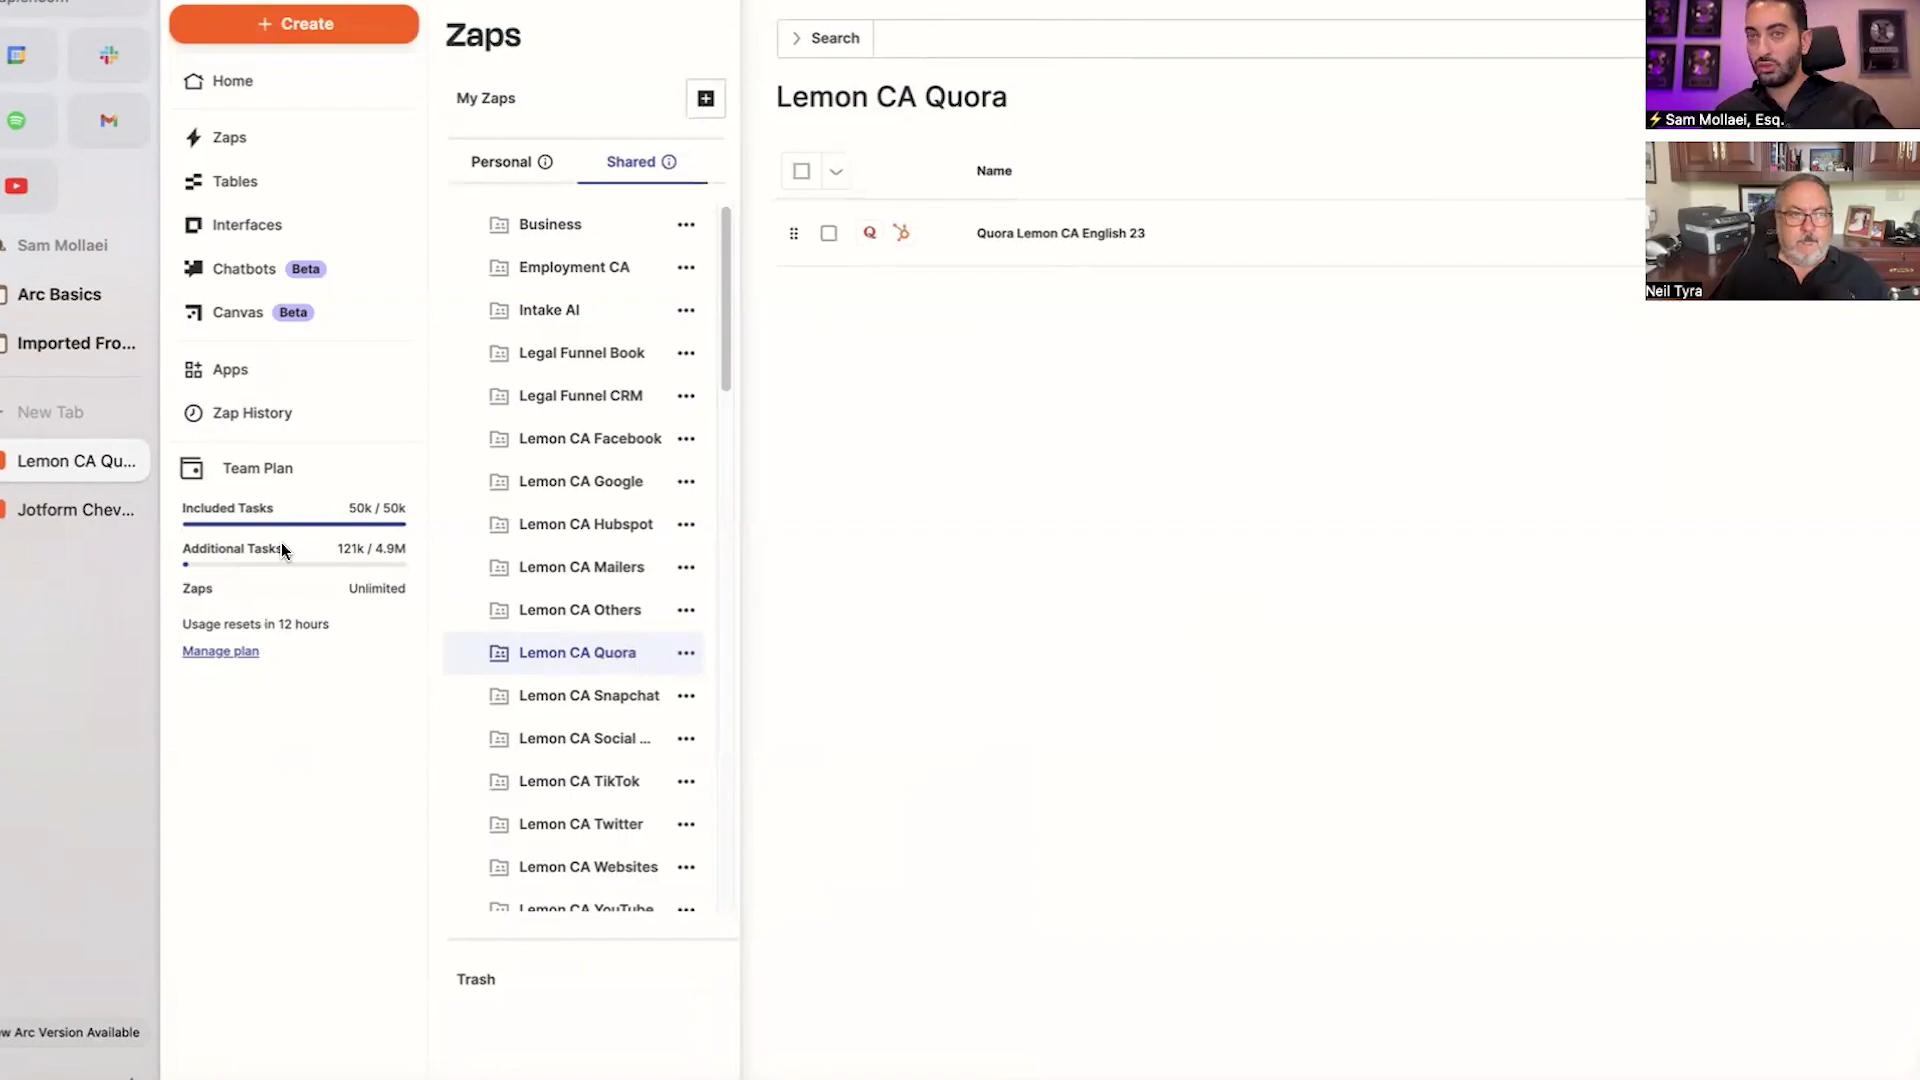 + Create
Home
Zaps
Tables
Interfaces
Chatbots Beta
Canvas Beta
Apps
Zap History
Team Plan
Included Tasks 50k / 50k
Additional Tasks 121k / 4.9M
Zaps Unlimited
Usage resets in 12 hours
Manage plan
Sam Mollaei
Arc Basics
Imported Fro...
New Tab
Lemon CA Qu...
Jotform Chev...
Arc Version Available
Zaps
My Zaps
Personal
Shared
Business
Employment CA
Intake AI
Legal Funnel Book
Legal Funnel CRM
Lemon CA Facebook
Lemon CA Google
Lemon CA Hubspot
Lemon CA Mailers
Lemon CA Others
Lemon CA Quora
Lemon CA Snapchat
Lemon CA Social ...
Lemon CA TikTok
Lemon CA Twitter
Lemon CA Websites
Lemon CA YouTube
Trash
Search
Lemon CA Quora
Name
Quora Lemon CA English 23
Sam Mollaei, Esq.
Neil Tyra